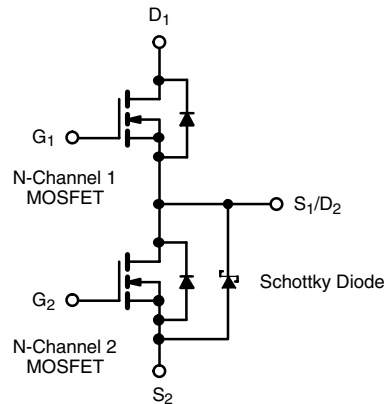 D1
G1
N-Channel 1
MOSFET
S1/D2
Schottky Diode
G2
N-Channel 2
MOSFET
S2